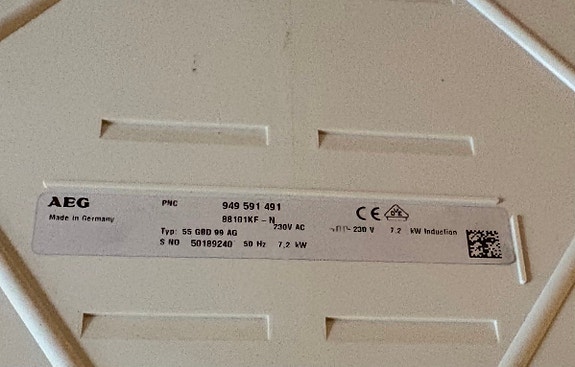 AEG
Made in Germany
PNC 949 591 491
88101KF - N
Typ: 55 GBD 99 AG 230V AC
S NO 50189240 50 Hz 7,2 kW
CE 230 V 7.2 kW Induction